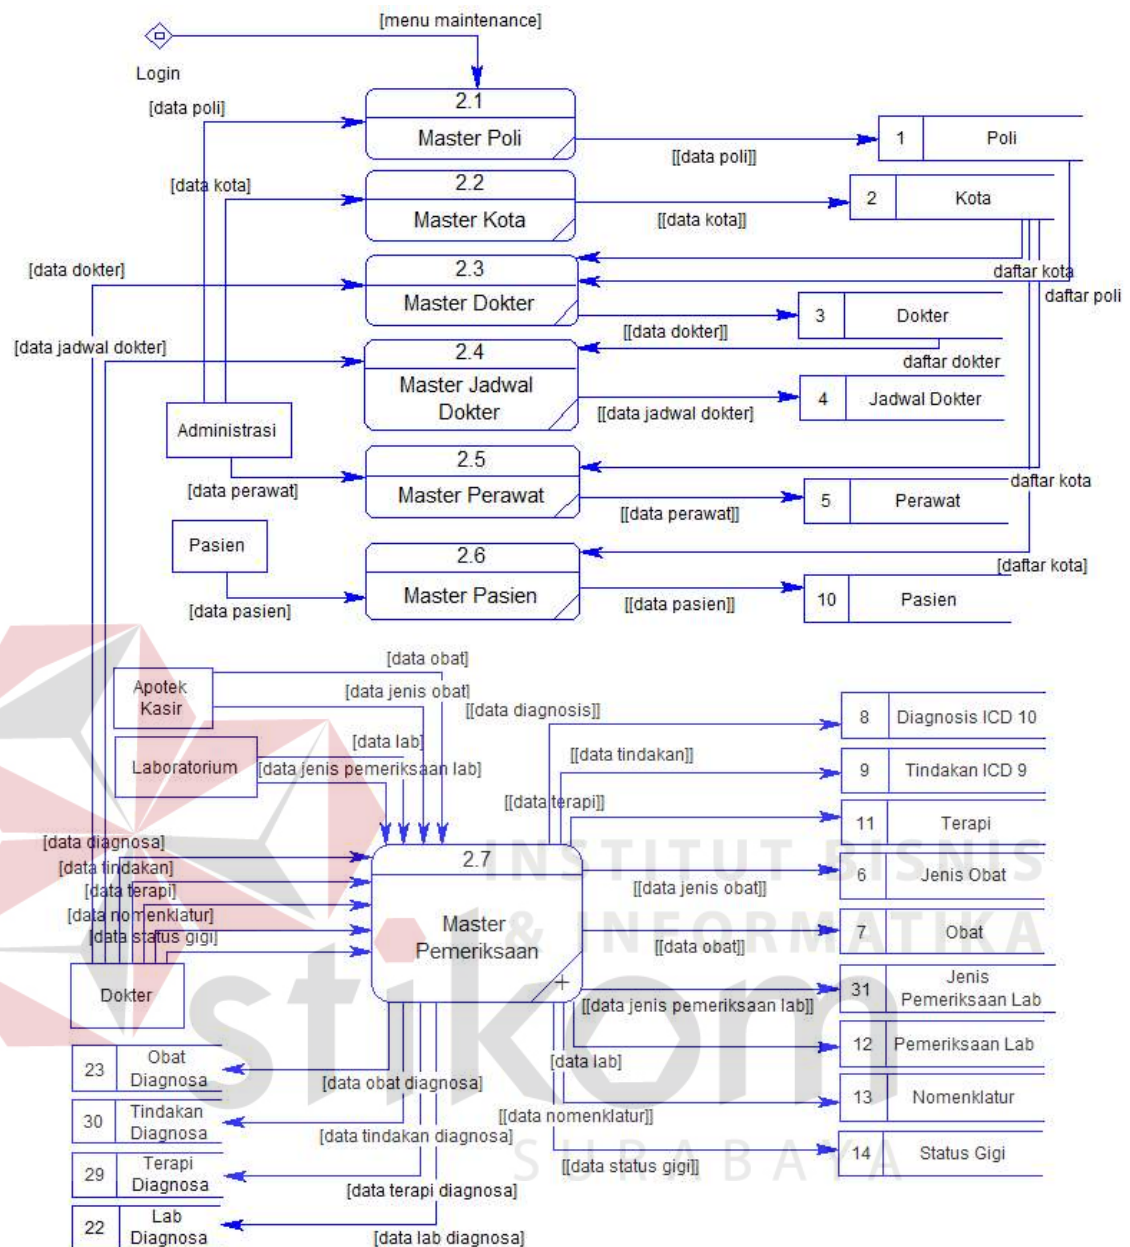 [menu maintenance]
Login
[data poli]
2.1
Master Poli
[[data poli]]
1
Poli
[data kota]
2.2
Master Kota
[[data kota]]
2
Kota
[data dokter]
2.3
Master Dokter
daftar kota
daftar poli
[[data dokter]]
3
Dokter
[data jadwal dokter]
2.4
Master Jadwal
Dokter
daftar dokter
[[data jadwal dokter]
4
Jadwal Dokter
Administrasi
2.5
Master Perawat
[data perawat]
daftar kota
[[data perawat]]
5
Perawat
Pasien
2.6
Master Pasien
[daftar kota]
[data pasien]
[[data pasien]]
10
Pasien
[data obat]
Apotek
Kasir
[data jenis obat]
[[data diagnosis]]
8
Diagnosis ICD 10
[data lab]
Laboratorium
[data jenis pemeriksaan lab]
[[data tindakan]]
9
Tindakan ICD 9
[[data terapi]]
11
Terapi
[data diagnosa]
[data tindakan]
[data terapi]
[data nomenklatur]
[data status gigi]
2.7
Master
Pemeriksaan
+
[[data jenis obat]]
6
Jenis Obat
[[data obat]]
7
Obat
Dokter
[[data jenis pemeriksaan lab]]
31
Jenis
Pemeriksaan Lab
[data lab]
12
Pemeriksaan Lab
23
Obat
Diagnosa
[data obat diagnosa]
[[data nomenklatur]]
13
Nomenklatur
30
Tindakan
Diagnosa
[data tindakan diagnosa]
[[data status gigi]]
14
Status Gigi
29
Terapi
Diagnosa
[data terapi diagnosa]
22
Lab
Diagnosa
[data lab diagnosa]
INSTITUT BISNIS
& INFORMATIKA
stikom
SURABAYA